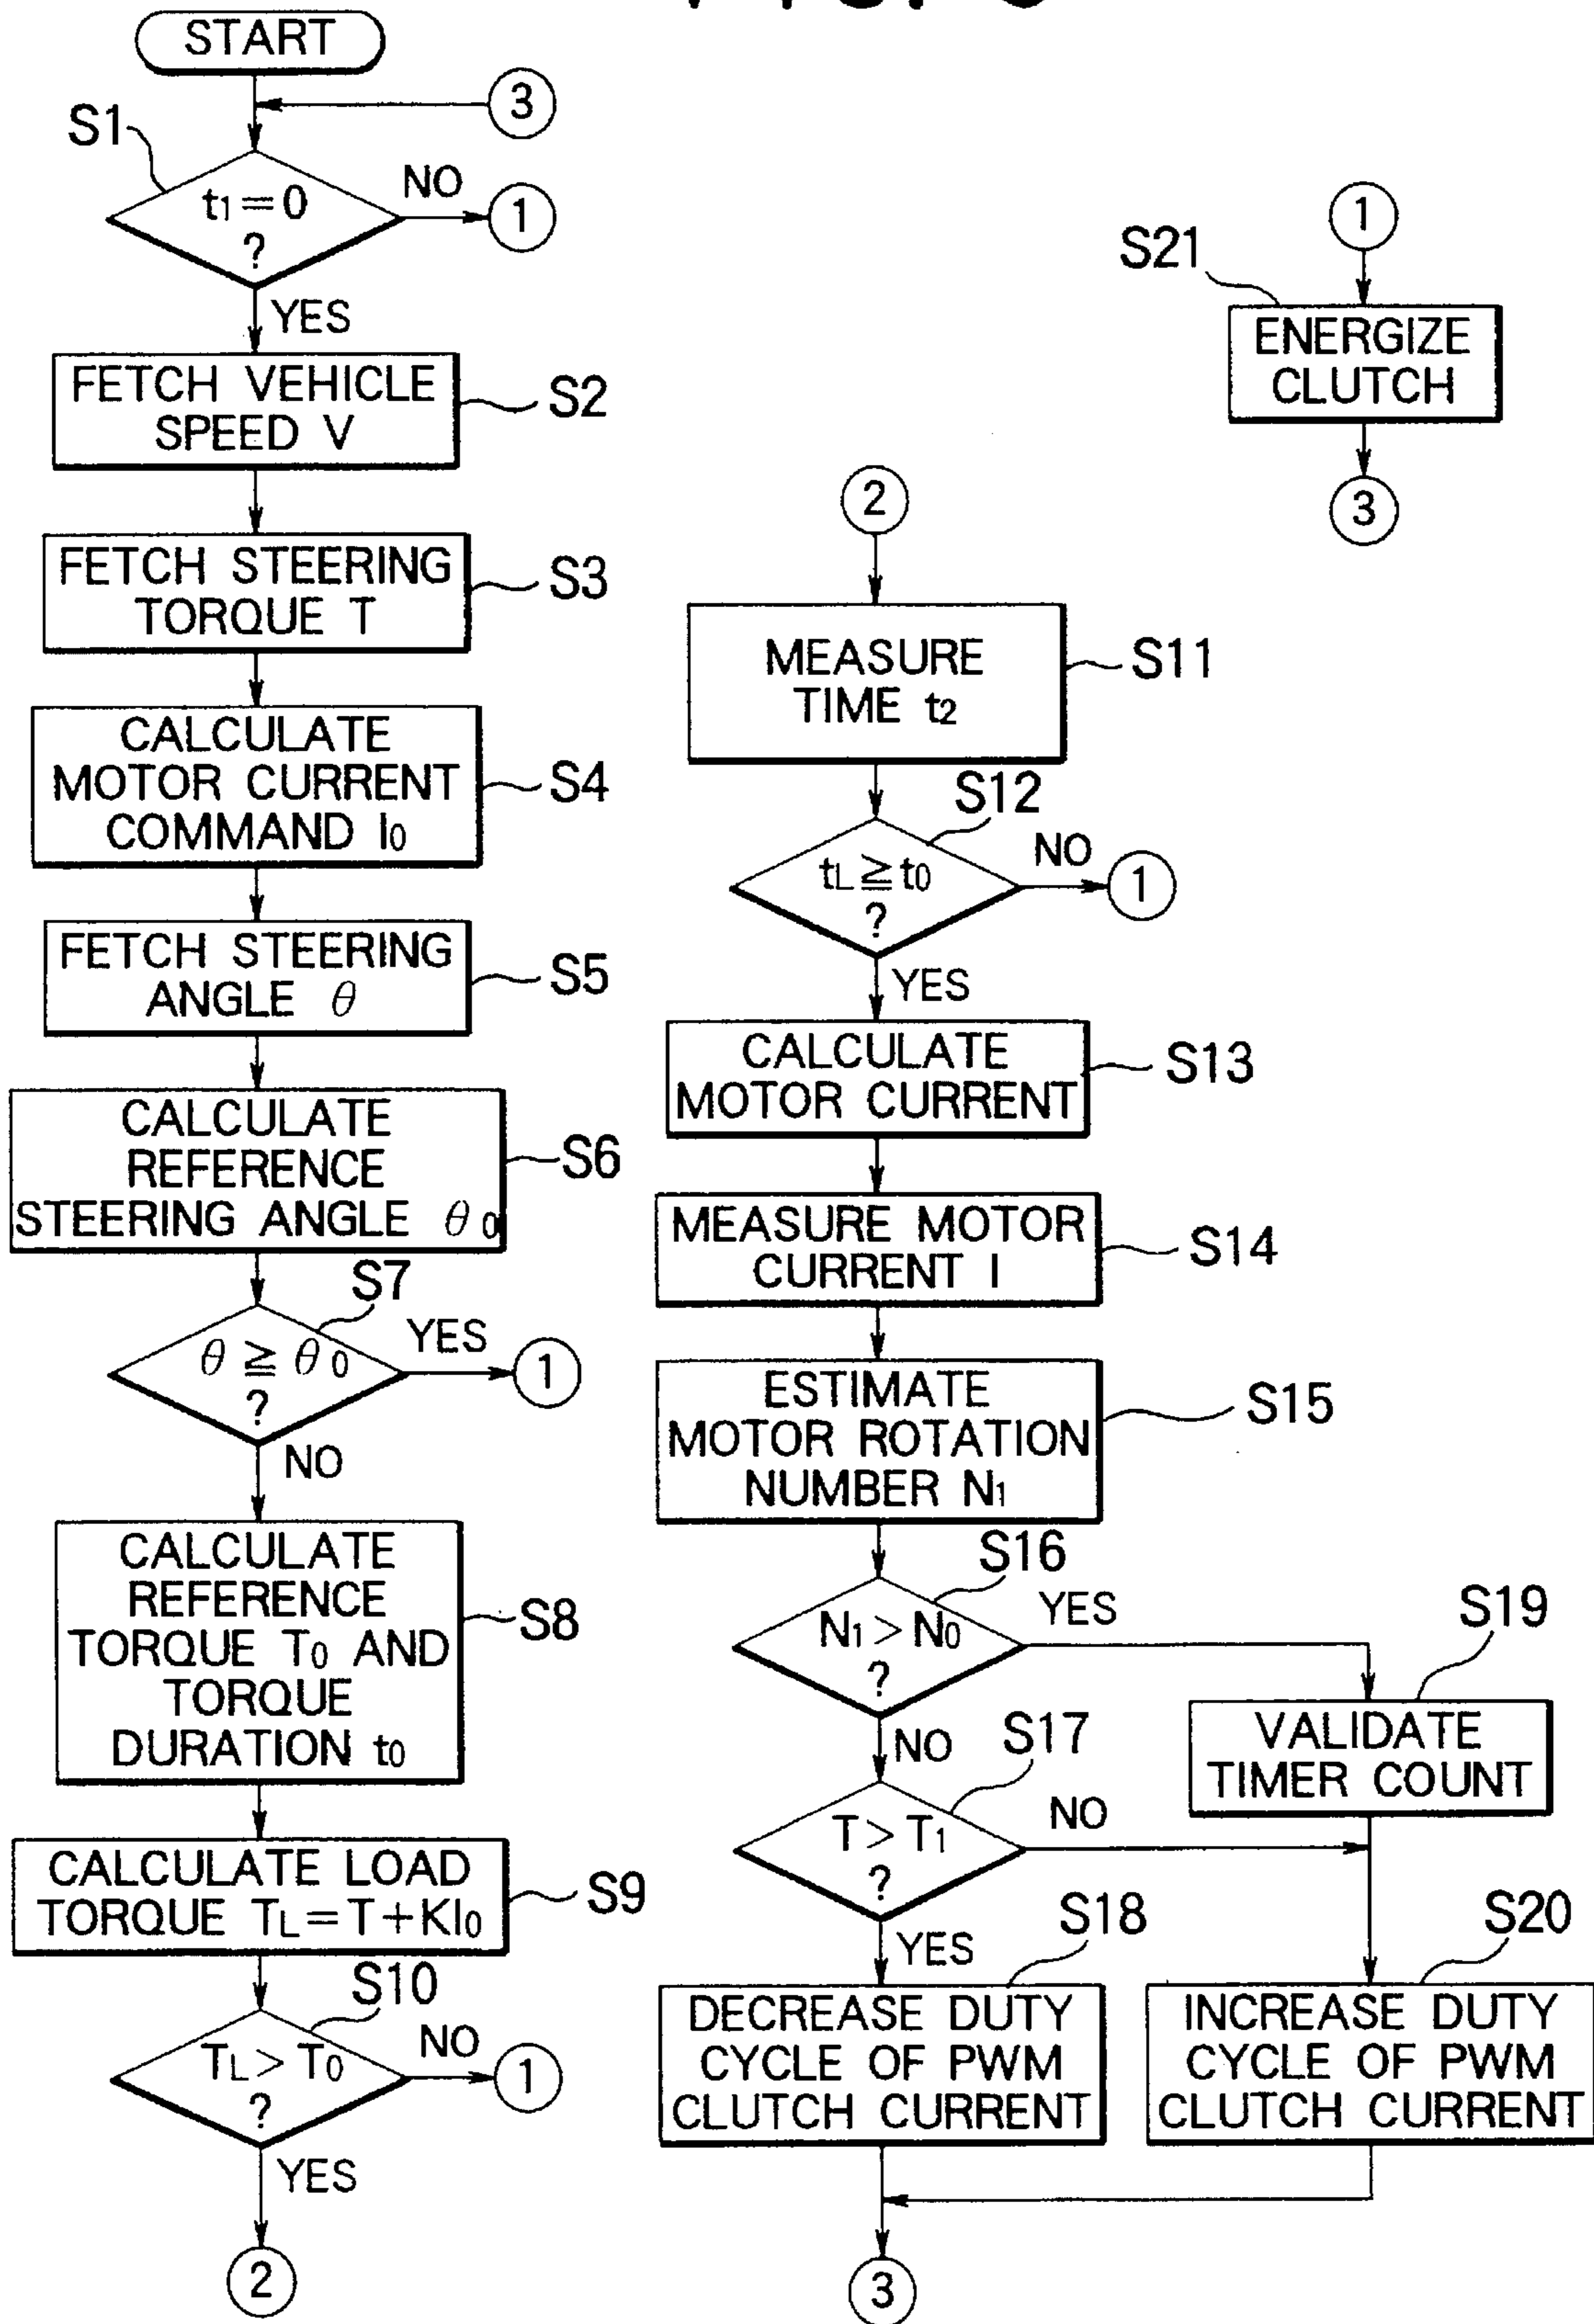 START
3
S1
t1=0
?
NO
1
YES
FETCH VEHICLE
SPEED V
S2
FETCH STEERING
TORQUE T
S3
CALCULATE
MOTOR CURRENT
COMMAND I0
S4
FETCH STEERING
ANGLE θ
S5
CALCULATE
REFERENCE
STEERING ANGLE θ0
S6
S7
θ ≧ θ0
?
YES
1
NO
CALCULATE
REFERENCE
TORQUE T0 AND
TORQUE
DURATION t0
S8
CALCULATE LOAD
TORQUE TL=T+KI0
S9
S10
TL>T0
?
NO
1
YES
2
2
MEASURE
TIME t2
S11
S12
tL≧t0
?
NO
1
YES
CALCULATE
MOTOR CURRENT
S13
MEASURE MOTOR
CURRENT I
S14
ESTIMATE
MOTOR ROTATION
NUMBER N1
S15
S16
N1>N0
?
YES
NO
S17
T>T1
?
NO
YES
S18
DECREASE DUTY
CYCLE OF PWM
CLUTCH CURRENT
3
S19
VALIDATE
TIMER COUNT
S20
INCREASE DUTY
CYCLE OF PWM
CLUTCH CURRENT
1
S21
ENERGIZE
CLUTCH
3